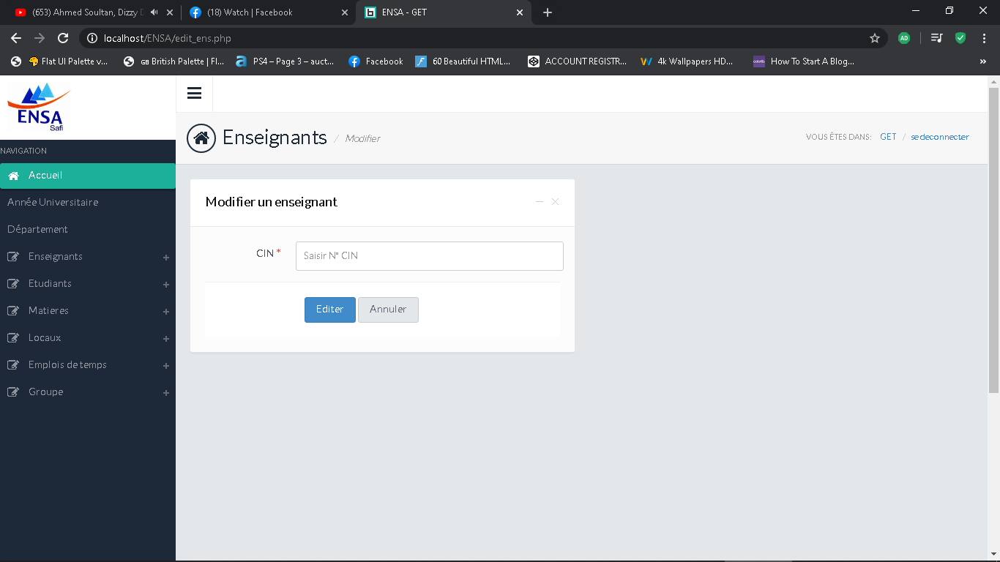 (653) Ahmed Soultan, Dizzy
(18) Watch | Facebook
ENSA - GET
localhost/ENSA/edit_ens.php
AD
Flat UI Palette v...
GB British Palette | Fl...
PS4 – Page 3 – auct...
Facebook
60 Beautiful HTML...
ACCOUNT REGISTR...
4k Wallpapers HD...
How To Start A Blog...
»
ENSA
Safi
Enseignants / Modifier
VOUS ÊTES DANS: GET / se deconnecter
NAVIGATION
Accueil
Année Universitaire
Département
Enseignants +
Etudiants +
Matieres +
Locaux +
Emplois de temps +
Groupe +
Modifier un enseignant
CIN *
Saisir N° CIN
Editer
Annuler